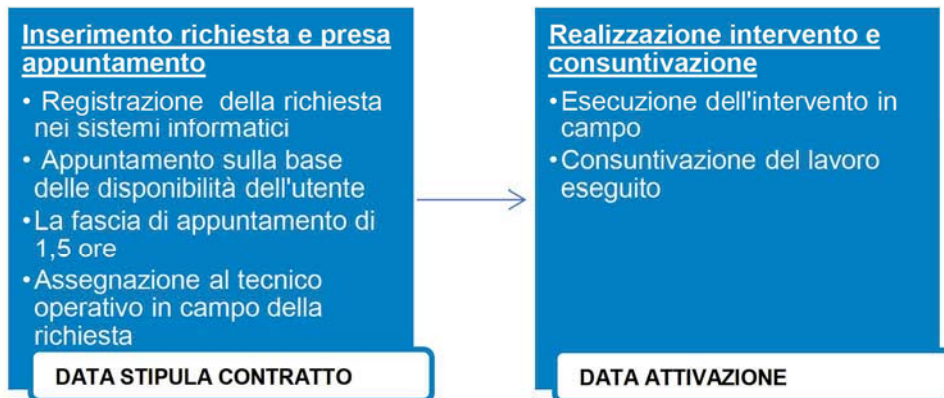 Inserimento richiesta e presa
appuntamento
• Registrazione della richiesta
nei sistemi informatici
• Appuntamento sulla base
delle disponibilità dell'utente
•La fascia di appuntamento di
1,5 ore
•Assegnazione al tecnico
operativo in campo della
richiesta
DATA STIPULA CONTRATTO
Realizzazione intervento e
consuntivazione
•Esecuzione dell'intervento in
campo
•Consuntivazione del lavoro
eseguito
DATA ATTIVAZIONE